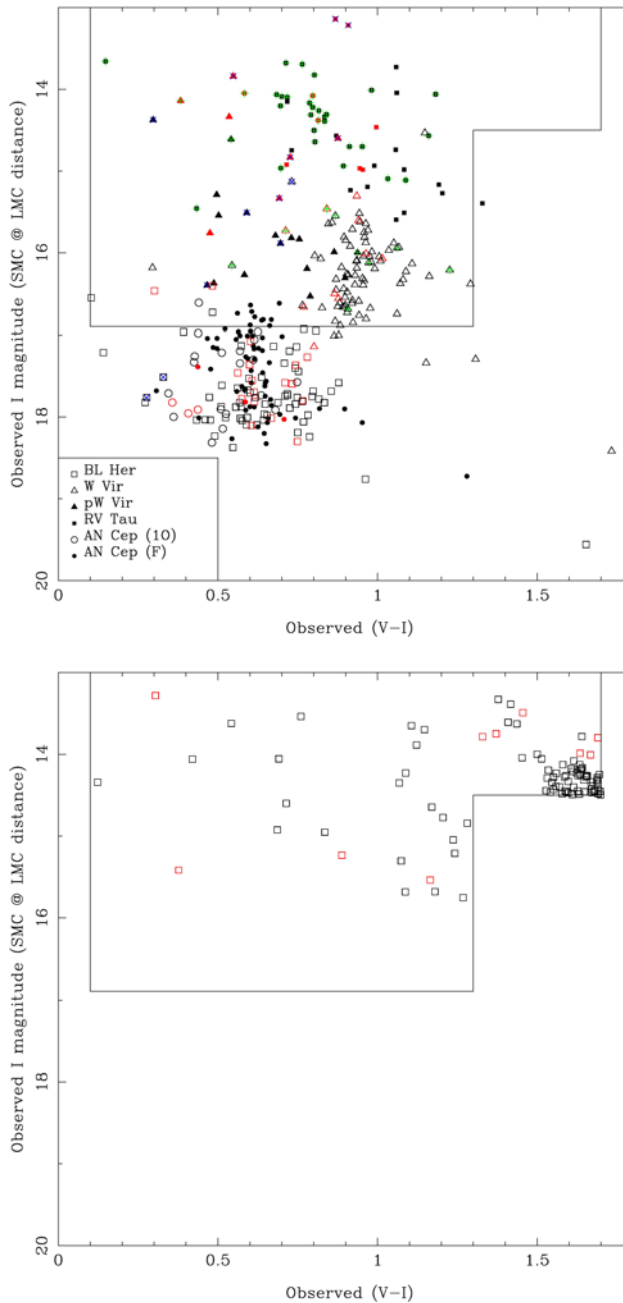 14
16
18
20
Observed I magnitude (SMC @ LMC distance)
BL Her
W Vir
pW Vir
RV Tau
AN Cep (1O)
AN Cep (F)
0
0.5
1
1.5
Observed (V−I)
14
16
18
20
Observed I magnitude (SMC @ LMC distance)
0
0.5
1
1.5
Observed (V−I)